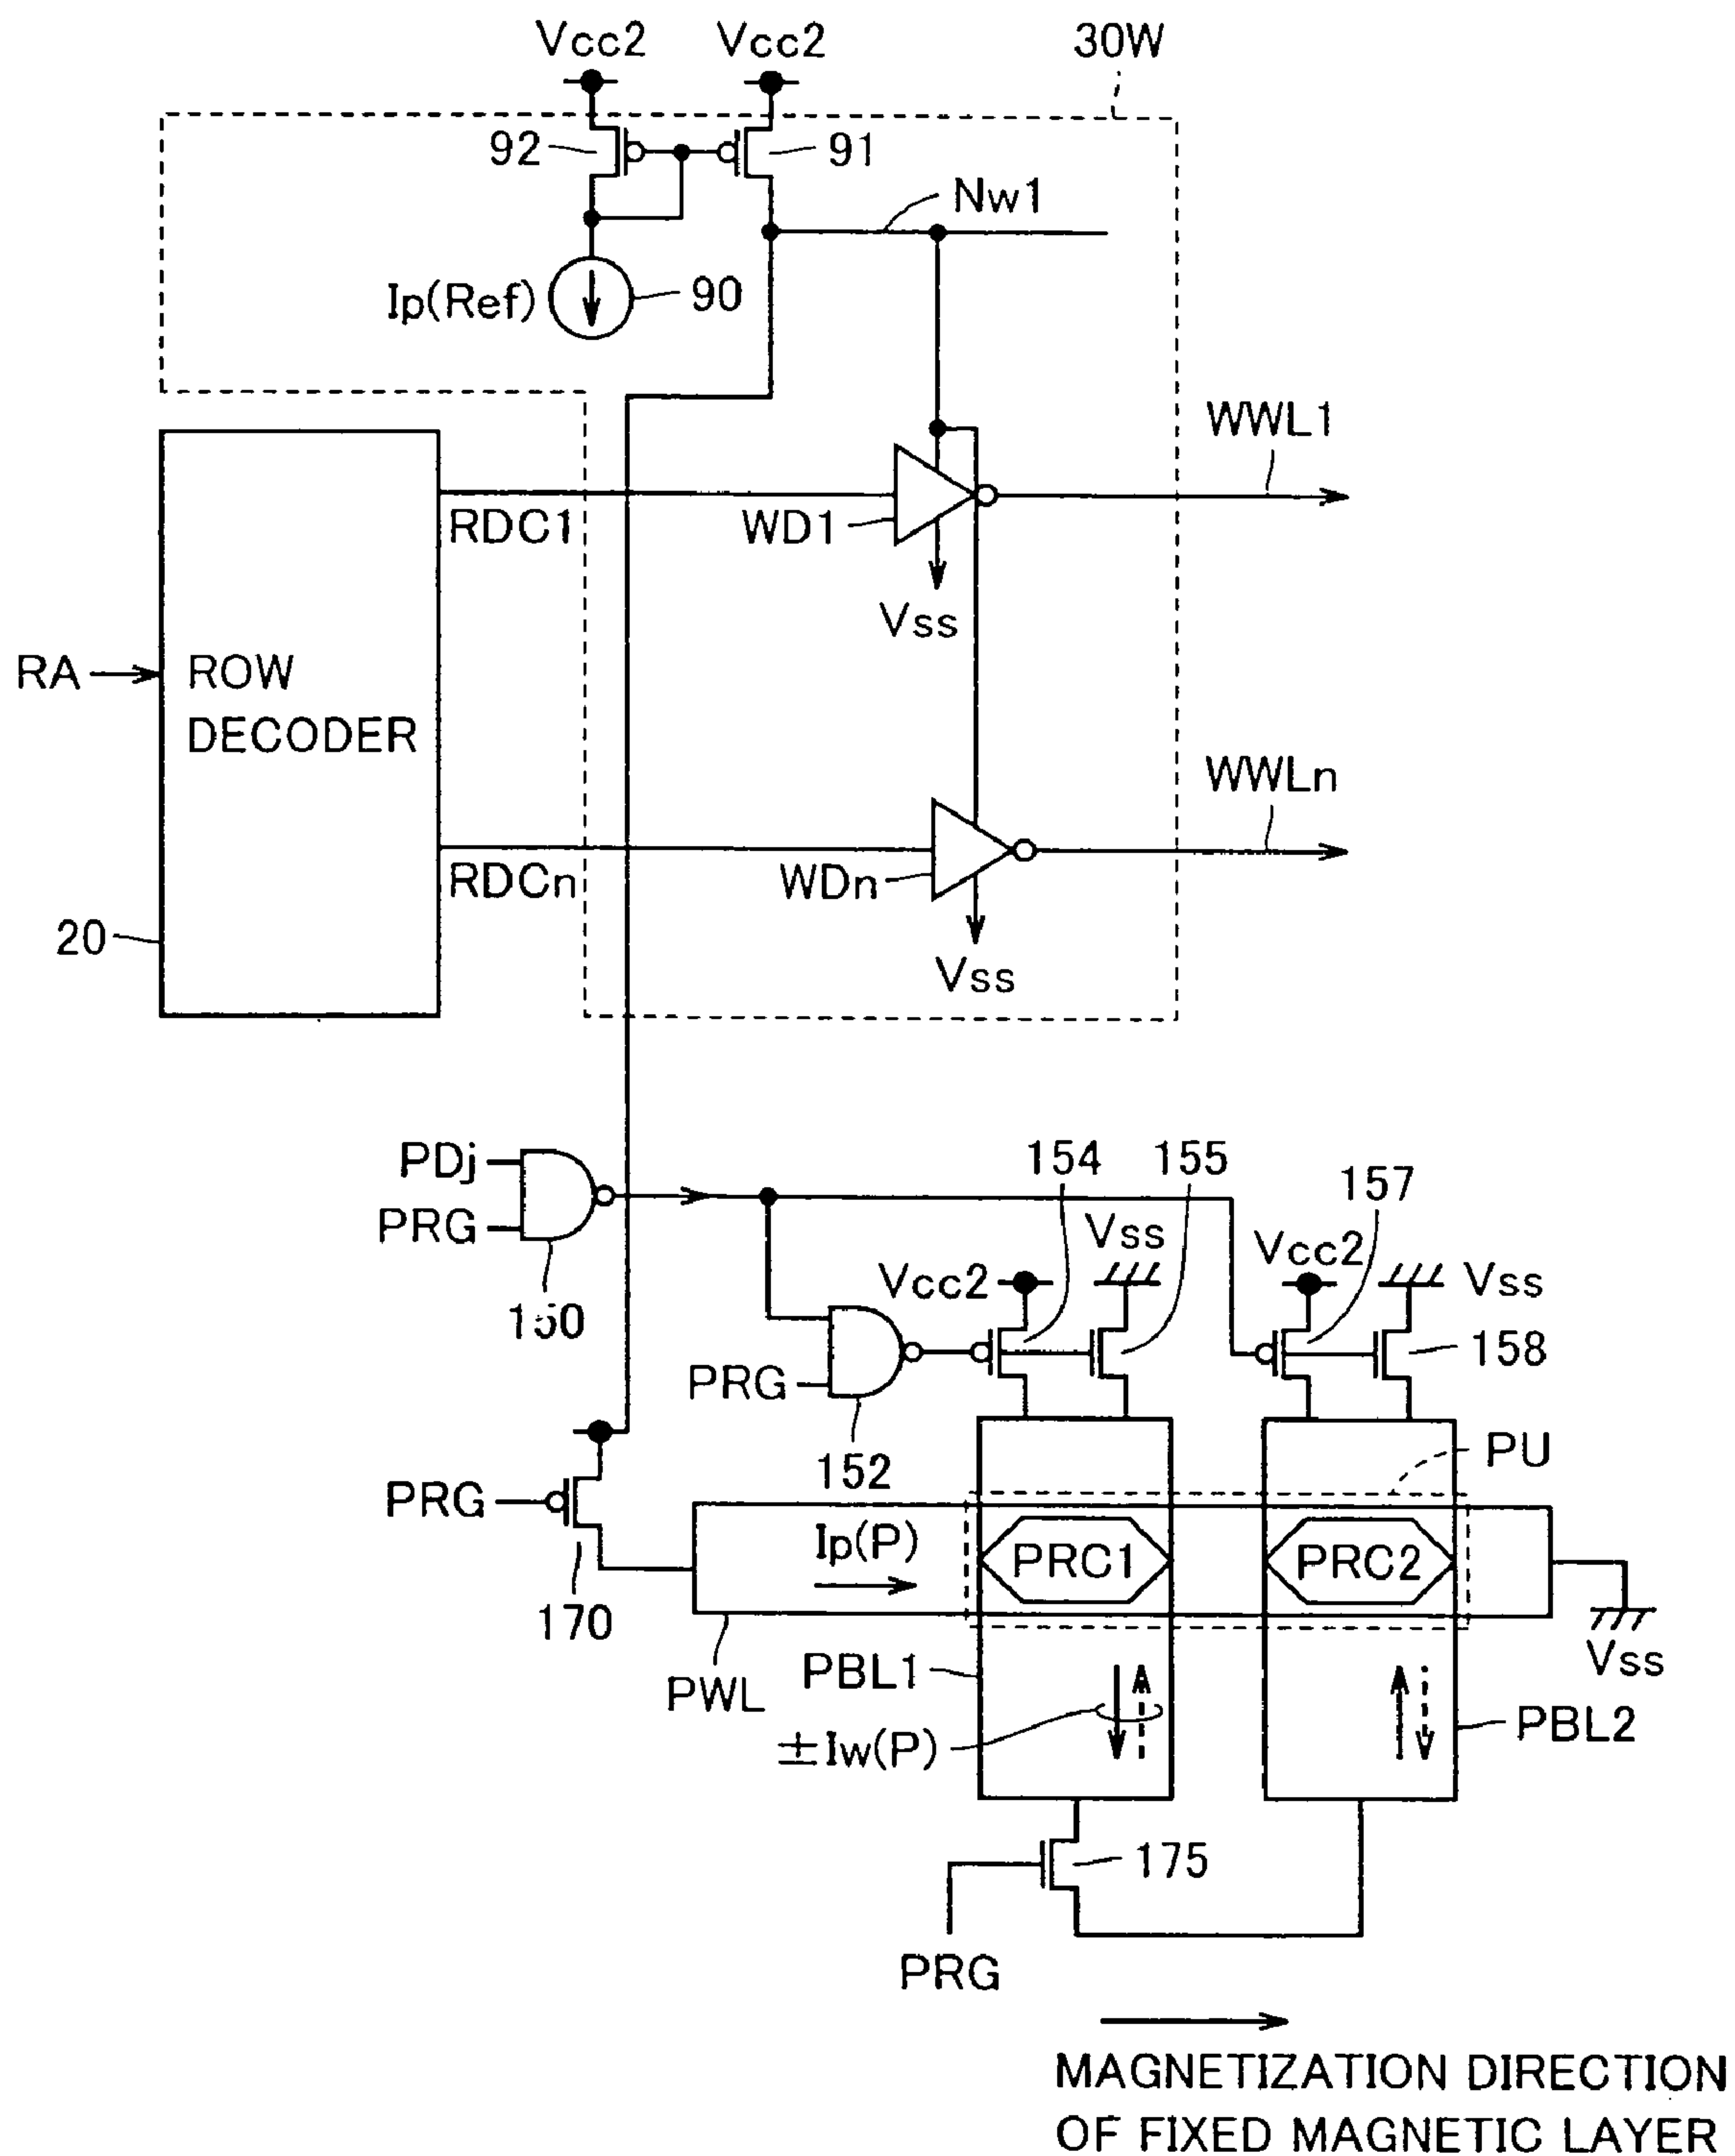 Vcc2
Vcc2
30W
92
91
Nw1
Ip(Ref)
90
WWL1
RDC1
WD1
Vss
RA
ROW
DECODER
WWLn
RDCn
WDn
20
Vss
PDj
154
155
157
PRG
Vss
Vcc2
Vcc2
Vss
150
158
PRG
152
PU
PRG
Ip(P)
PRC1
PRC2
170
Vss
PWL
PBL1
PBL2
±Iw(P)
175
PRG
MAGNETIZATION DIRECTION
OF FIXED MAGNETIC LAYER